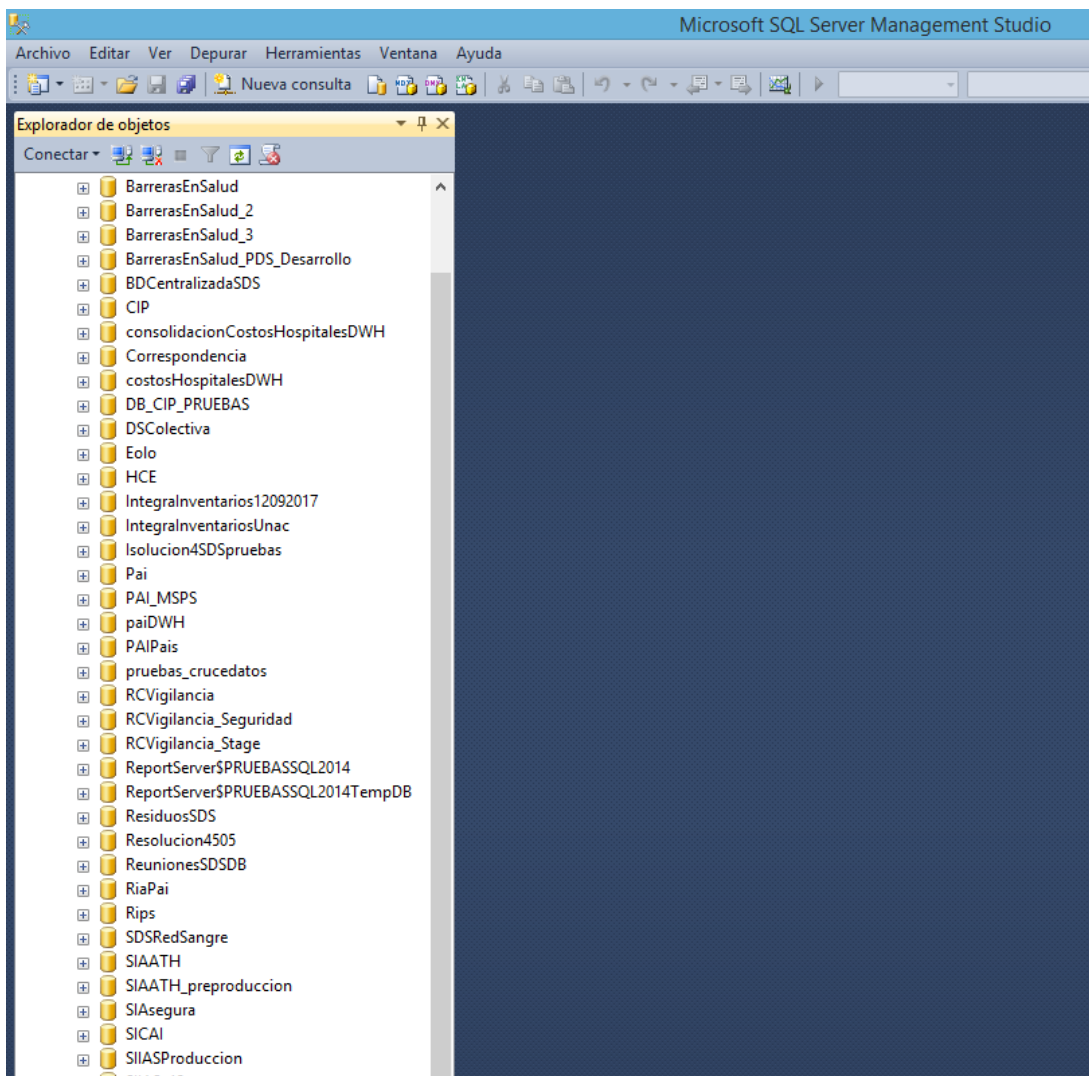 Microsoft SQL Server Management Studio
Archivo Editar Ver Depurar Herramientas Ventana Ayuda
Nueva consulta
Explorador de objetos
Conectar
BarrerasEnSalud
BarrerasEnSalud_2
BarrerasEnSalud_3
BarrerasEnSalud_PDS_Desarrollo
BDCentralizadaSDS
CIP
consolidacionCostosHospitalesDWH
Correspondencia
costosHospitalesDWH
DB_CIP_PRUEBAS
DSColectiva
Eolo
HCE
IntegraInventarios12092017
IntegraInventariosUnac
Isolucion4SDSpruebas
Pai
PAI_MSPS
paiDWH
PAIPais
pruebas_crucedatos
RCVigilancia
RCVigilancia_Seguridad
RCVigilancia_Stage
ReportServer$PRUEBASSQL2014
ReportServer$PRUEBASSQL2014TempDB
ResiduosSDS
Resolucion4505
ReunionesSDSDB
RiaPai
Rips
SDSRedSangre
SIAATH
SIAATH_preproduccion
SIAsegura
SICAI
SIIASProduccion